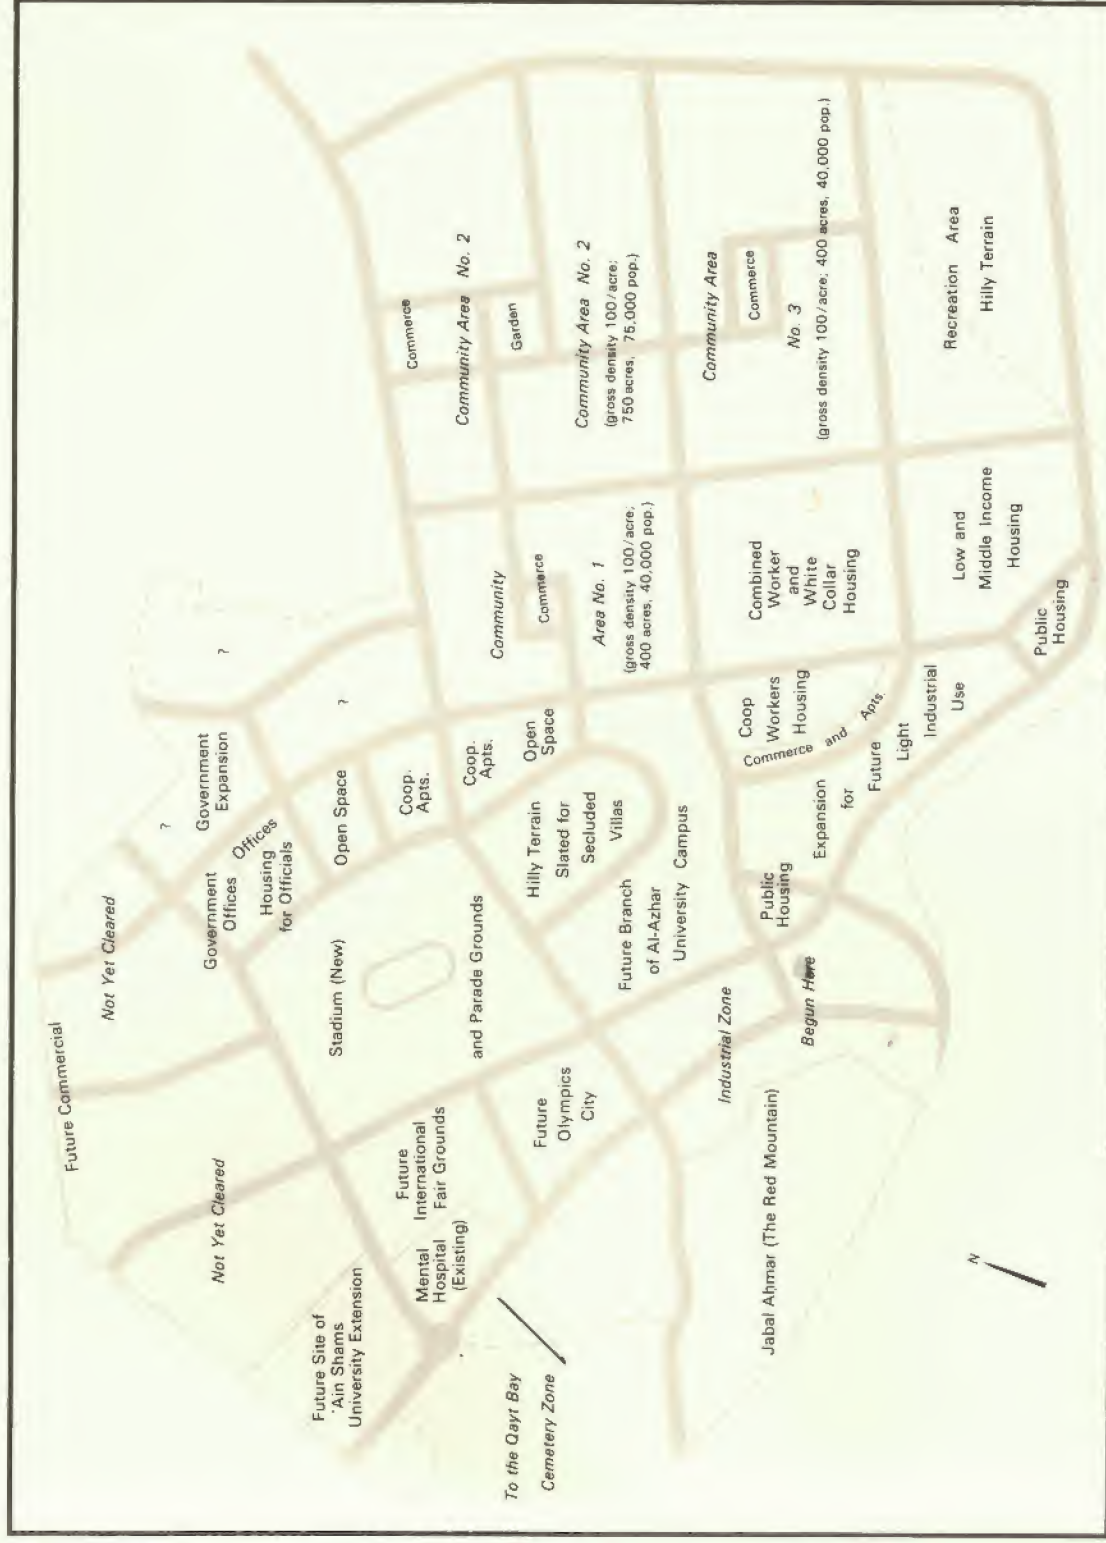 Future Commercial
Not Yet Cleared
Not Yet Cleared
?
Government
Expansion
?
Government
Offices
Offices
Housing
for Officials
Open Space
?
Future Site of
'Ain Shams
University Extension
Stadium (New)
and Parade Grounds
Coop.
Apts.
Coop.
Apts.
Open
Space
Mental
Hospital
(Existing)
Future
International
Fair Grounds
Future
Olympics
City
Hilly Terrain
Slated for
Secluded
Villas
Future Branch
of Al-Azhar
University Campus
To the Qayt Bay
Cemetery Zone
Commerce
Community Area No. 2
Garden
Community Area No. 2
(gross density 100/acre;
750 acres, 75,000 pop.)
Community
Commerce
Area No. 1
(gross density 100/acre;
400 acres, 40,000 pop.)
Community Area
Commerce
No. 3
(gross density 100/acre; 400 acres, 40,000 pop.)
Combined
Worker
and
White
Collar
Housing
Coop
Workers
Housing
Commerce and Apts.
Industrial Zone
Begun Here
Public
Housing
Expansion
for
Future
Light
Industrial
Use
Public
Housing
Low and
Middle Income
Housing
Recreation Area
Hilly Terrain
Jabal Ahmar (The Red Mountain)
N